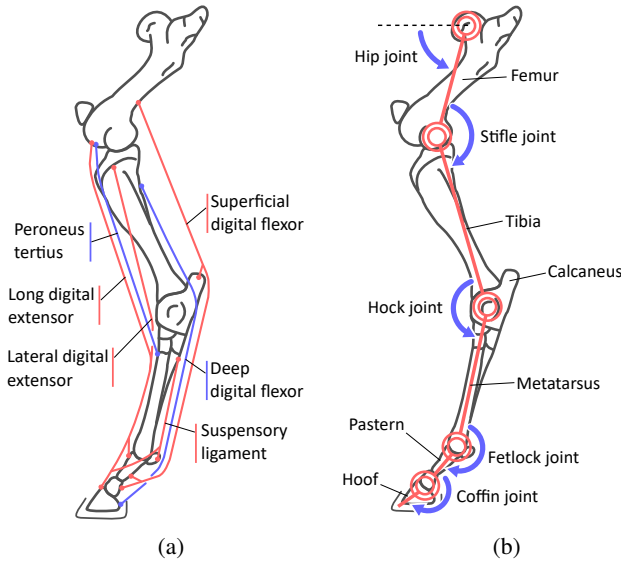 Superficial
digital flexor
Peroneus
tertius
Long digital
extensor
Lateral digital
extensor
Deep
digital flexor
Suspensory
ligament
(a)
Hip joint
Femur
Stifle joint
Tibia
Calcaneus
Hock joint
Metatarsus
Pastern
Fetlock joint
Hoof
Coffin joint
(b)